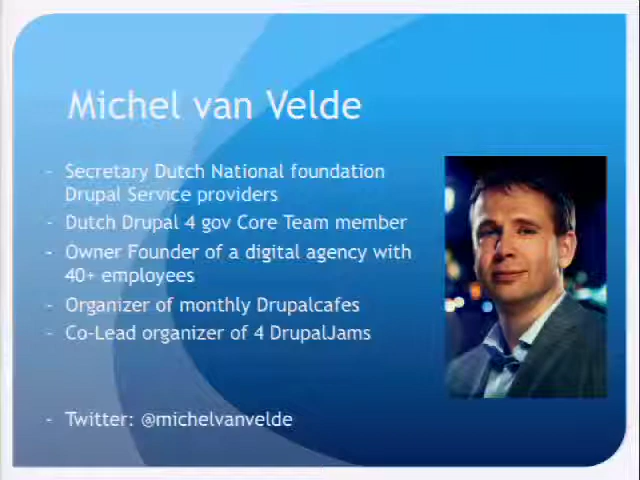 Michel van Velde
- Secretary Dutch National foundation
Drupal Service providers
- Dutch Drupal 4 gov Core Team member
- Owner Founder of a digital agency with
40+ employees
- Organizer of monthly Drupalcafes
- Co-Lead organizer of 4 DrupalJams
- Twitter: @michelvanvelde